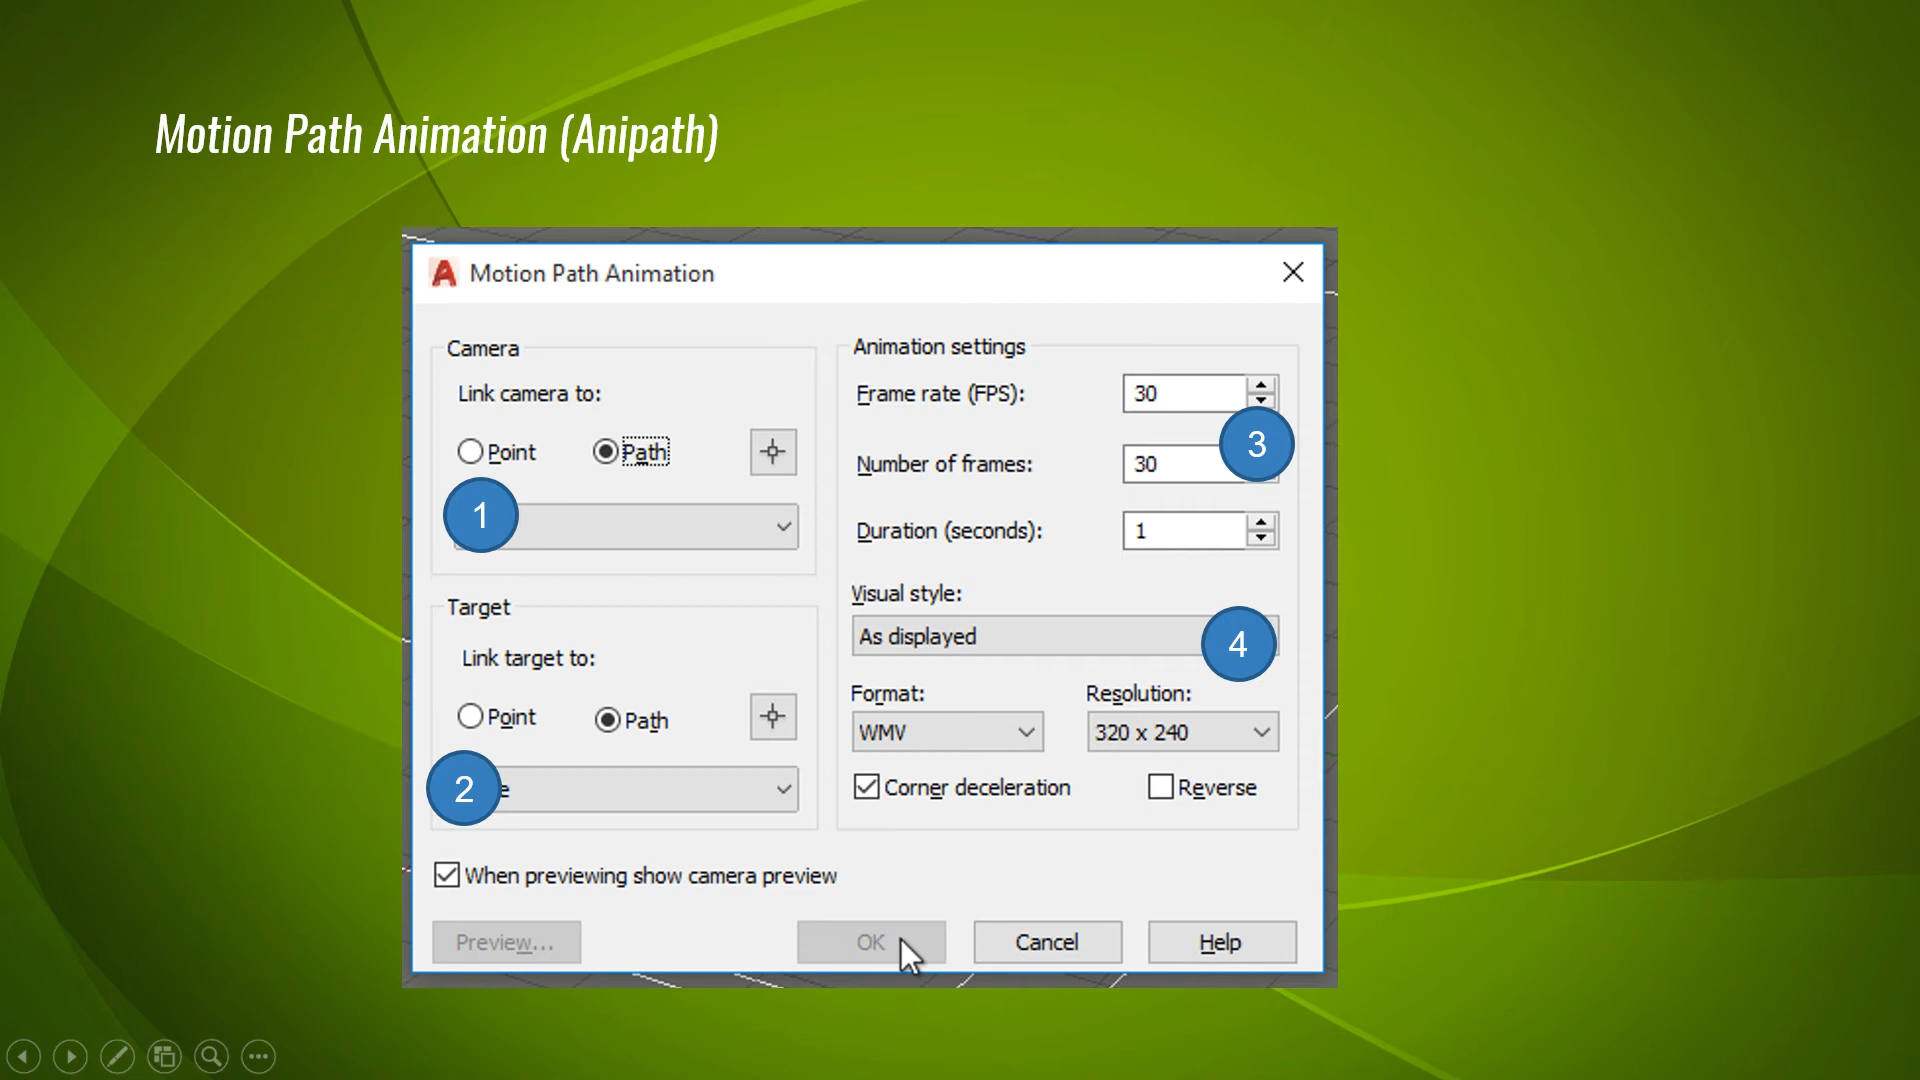 Motion Path Animation (Anipath)
Motion Path Animation
Camera
Link camera to:
Point
Path
1
Target
Link target to:
Point
Path
2
Animation settings
Frame rate (FPS): 30
3
Number of frames: 30
Duration (seconds): 1
Visual style:
As displayed
4
Format: Resolution:
WMV 320 x 240
Corner deceleration Reverse
When previewing show camera preview
Preview... OK Cancel Help